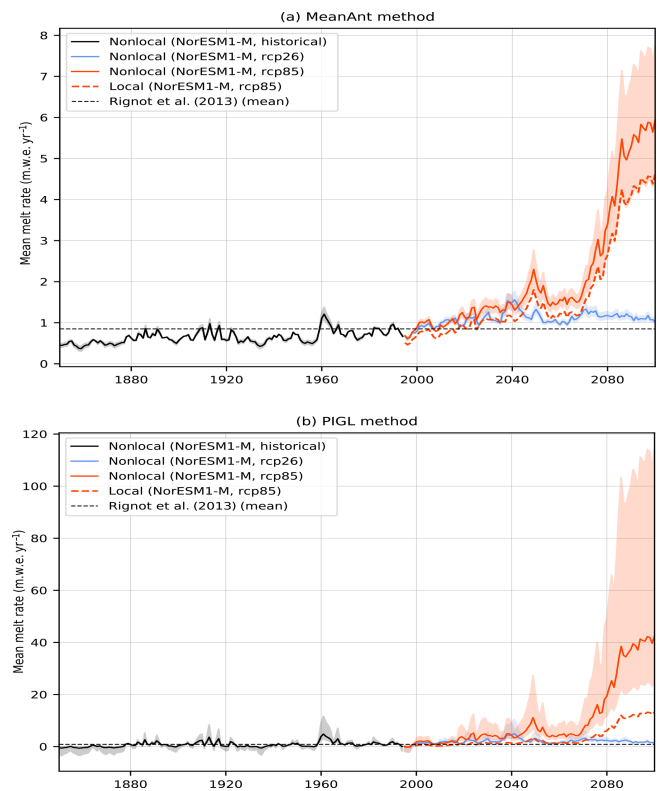 (a) MeanAnt method
Nonlocal (NorESM1-M, historical)
Nonlocal (NorESM1-M, rcp26)
Nonlocal (NorESM1-M, rcp85)
Local (NorESM1-M, rcp85)
Rignot et al. (2013) (mean)
Mean melt rate (m.w.e. yr⁻¹)
8
7
6
5
4
3
2
1
0
1880 1920 1960 2000 2040 2080
(b) PIGL method
Nonlocal (NorESM1-M, historical)
Nonlocal (NorESM1-M, rcp26)
Nonlocal (NorESM1-M, rcp85)
Local (NorESM1-M, rcp85)
Rignot et al. (2013) (mean)
Mean melt rate (m.w.e. yr⁻¹)
120
100
80
60
40
20
0
1880 1920 1960 2000 2040 2080